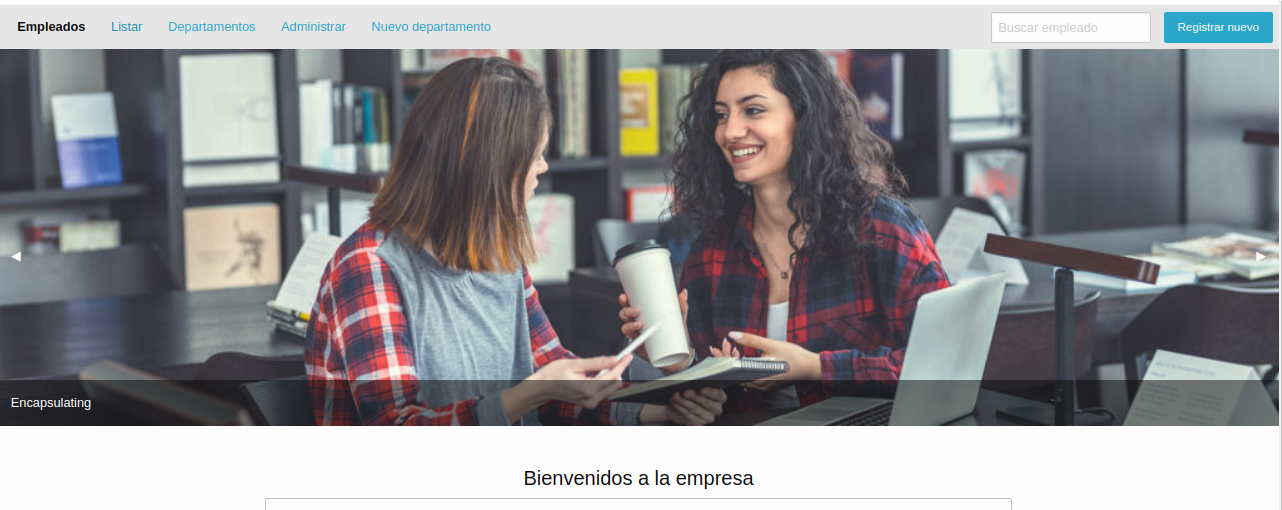 Empleados Listar Departamentos Administrar Nuevo departamento Buscar empleado Registrar nuevo
Encapsulating
Bienvenidos a la empresa